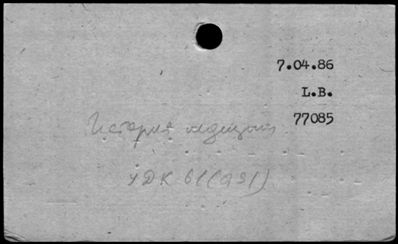 7.04.86
L.B.
77085
История медицины
УДК 61(091)